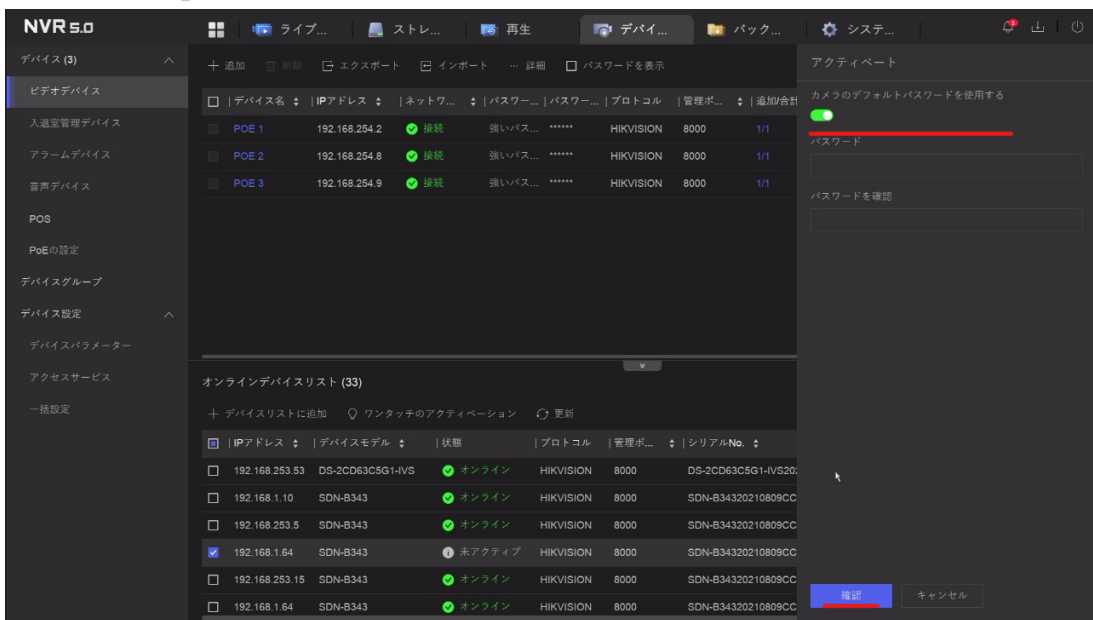 NVR 5.0
ライブ... ストレ... 再生 デバイ... バック... システ...
デバイス (3)
ビデオデバイス
入退室管理デバイス
アラームデバイス
音声デバイス
POS
PoEの設定
デバイスグループ
デバイス設定
デバイスパラメーター
アクセスサービス
一括設定
追加 削除 エクスポート インポート ... 詳細 パスワードを表示
|デバイス名 |IPアドレス |ネットワ... |パスワー... |パスワー... |プロトコル |管理ポ... |追加/合計
POE 1 192.168.254.2 接続 強いパス... ****** HIKVISION 8000 1/1
POE 2 192.168.254.8 接続 強いパス... ****** HIKVISION 8000 1/1
POE 3 192.168.254.9 接続 強いパス... ****** HIKVISION 8000 1/1
オンラインデバイスリスト (33)
デバイスリストに追加 ワンタッチのアクティベーション 更新
|IPアドレス |デバイスモデル |状態 |プロトコル |管理ポ... |シリアルNo.
192.168.253.53 DS-2CD63C5G1-IVS オンライン HIKVISION 8000 DS-2CD63C5G1-IVS202
192.168.1.10 SDN-B343 オンライン HIKVISION 8000 SDN-B34320210809CC
192.168.253.5 SDN-B343 オンライン HIKVISION 8000 SDN-B34320210809CC
192.168.1.64 SDN-B343 未アクティブ HIKVISION 8000 SDN-B34320210809CC
192.168.253.15 SDN-B343 オンライン HIKVISION 8000 SDN-B34320210809CC
192.168.1.64 SDN-B343 オンライン HIKVISION 8000 SDN-B34320210809CC
アクティベート
カメラのデフォルトパスワードを使用する
パスワード
パスワードを確認
確認 キャンセル